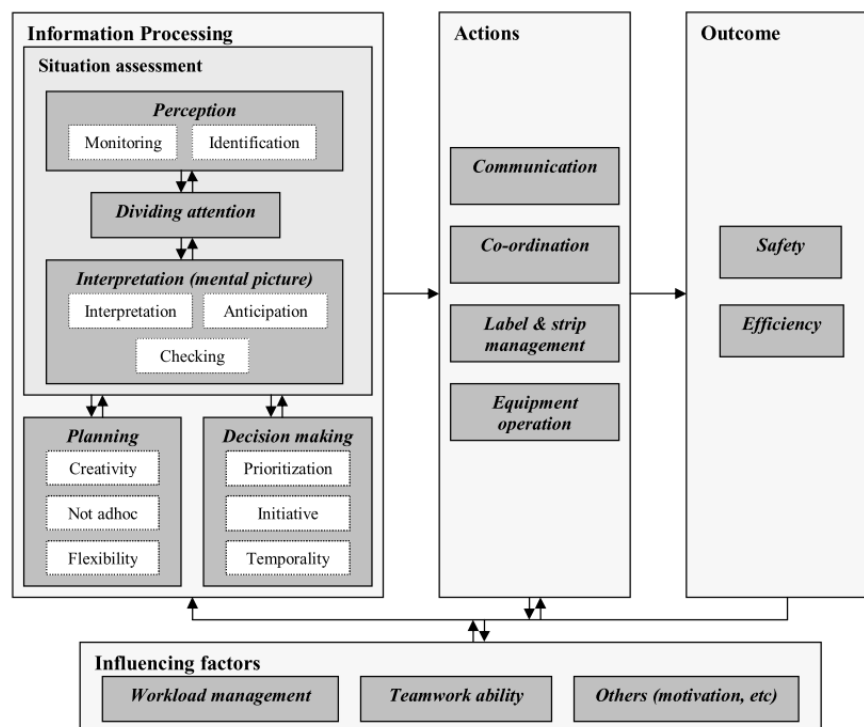 Information Processing
Situation assessment
Perception
Monitoring
Identification
Dividing attention
Interpretation (mental picture)
Interpretation
Anticipation
Checking
Planning
Creativity
Not adhoc
Flexibility
Decision making
Prioritization
Initiative
Temporality
Actions
Communication
Co-ordination
Label & strip
management
Equipment
operation
Outcome
Safety
Efficiency
Influencing factors
Workload management
Teamwork ability
Others (motivation, etc)